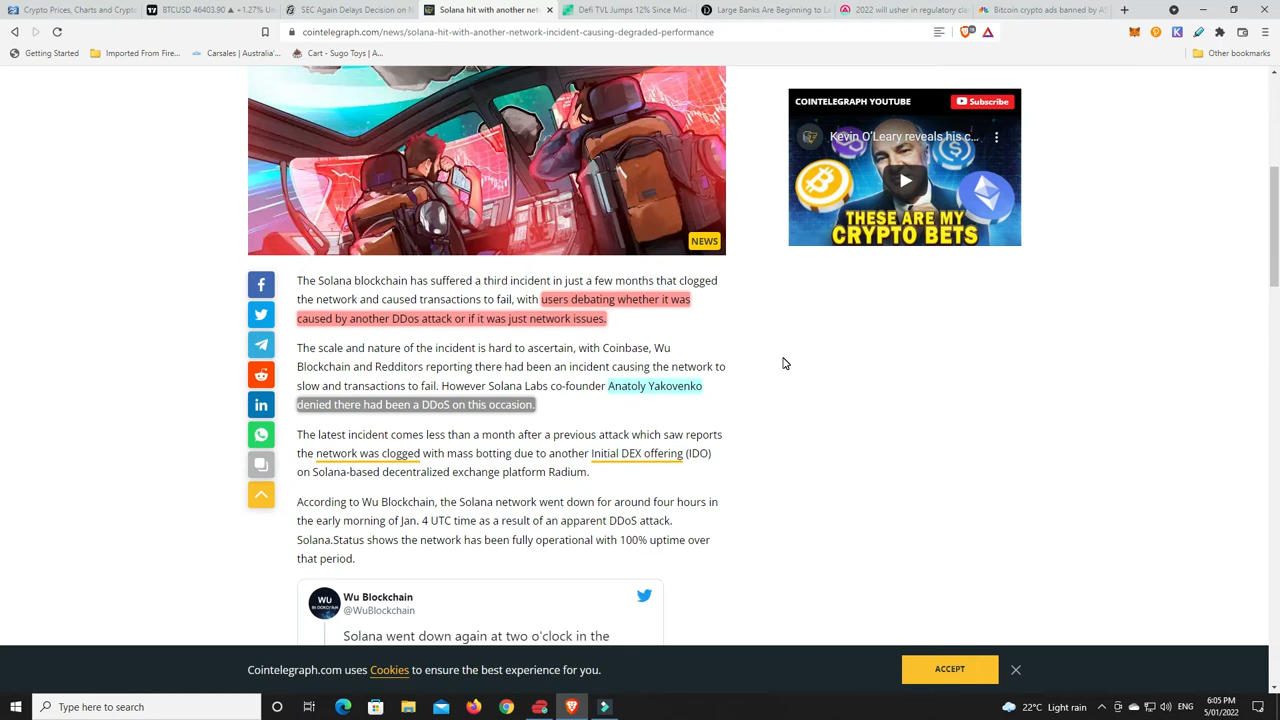 Crypto Prices, Charts and Crypto
BTCUSD 46403.90 ▲ +1.27% Un
SEC Again Delays Decision on N
Solana hit with another net
Defi TVL Jumps 12% Since Mid-
Large Banks Are Beginning to L
2022 will usher in regulatory cla
Bitcoin crypto ads banned by AS
cointelegraph.com/news/solana-hit-with-another-network-incident-causing-degraded-performance
Getting Started
Imported From Fire...
Carsales | Australia's...
Cart - Sugo Toys | A...
Other bookmarks
NEWS
COINTELEGRAPH YOUTUBE
Subscribe
Kevin O'Leary reveals his c...
THESE ARE MY
CRYPTO BETS
The Solana blockchain has suffered a third incident in just a few months that clogged
the network and caused transactions to fail, with users debating whether it was
caused by another DDos attack or if it was just network issues.
The scale and nature of the incident is hard to ascertain, with Coinbase, Wu
Blockchain and Redditors reporting there had been an incident causing the network to
slow and transactions to fail. However Solana Labs co-founder Anatoly Yakovenko
denied there had been a DDoS on this occasion.
The latest incident comes less than a month after a previous attack which saw reports
the network was clogged with mass botting due to another Initial DEX offering (IDO)
on Solana-based decentralized exchange platform Radium.
According to Wu Blockchain, the Solana network went down for around four hours in
the early morning of Jan. 4 UTC time as a result of an apparent DDoS attack.
Solana.Status shows the network has been fully operational with 100% uptime over
that period.
WU
Wu Blockchain
@WuBlockchain
Solana went down again at two o'clock in the
Cointelegraph.com uses Cookies to ensure the best experience for you.
ACCEPT
Type here to search
22°C Light rain
ENG
6:05 PM
5/01/2022